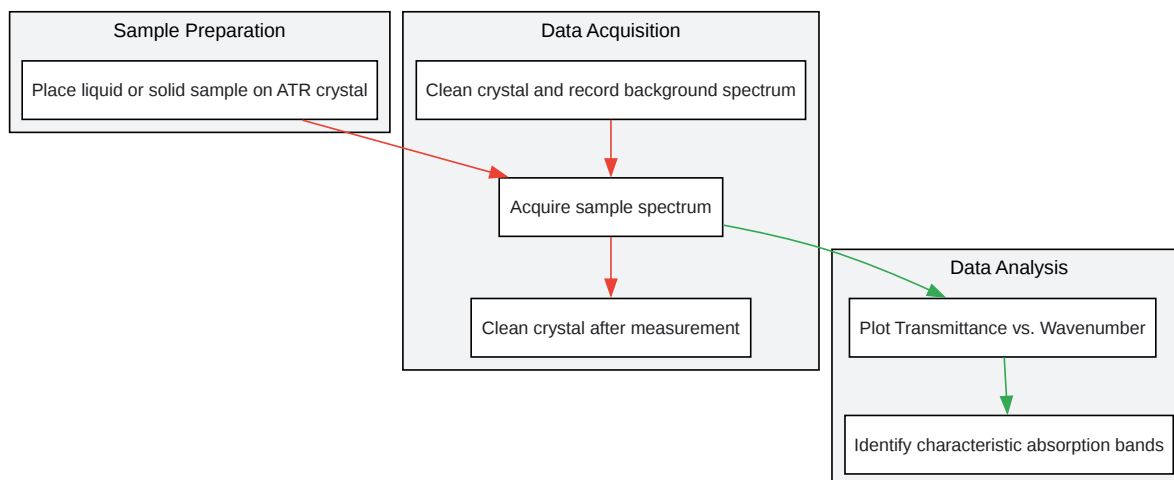 Sample Preparation
Place liquid or solid sample on ATR crystal
Data Acquisition
Clean crystal and record background spectrum
Acquire sample spectrum
Clean crystal after measurement
Data Analysis
Plot Transmittance vs. Wavenumber
Identify characteristic absorption bands